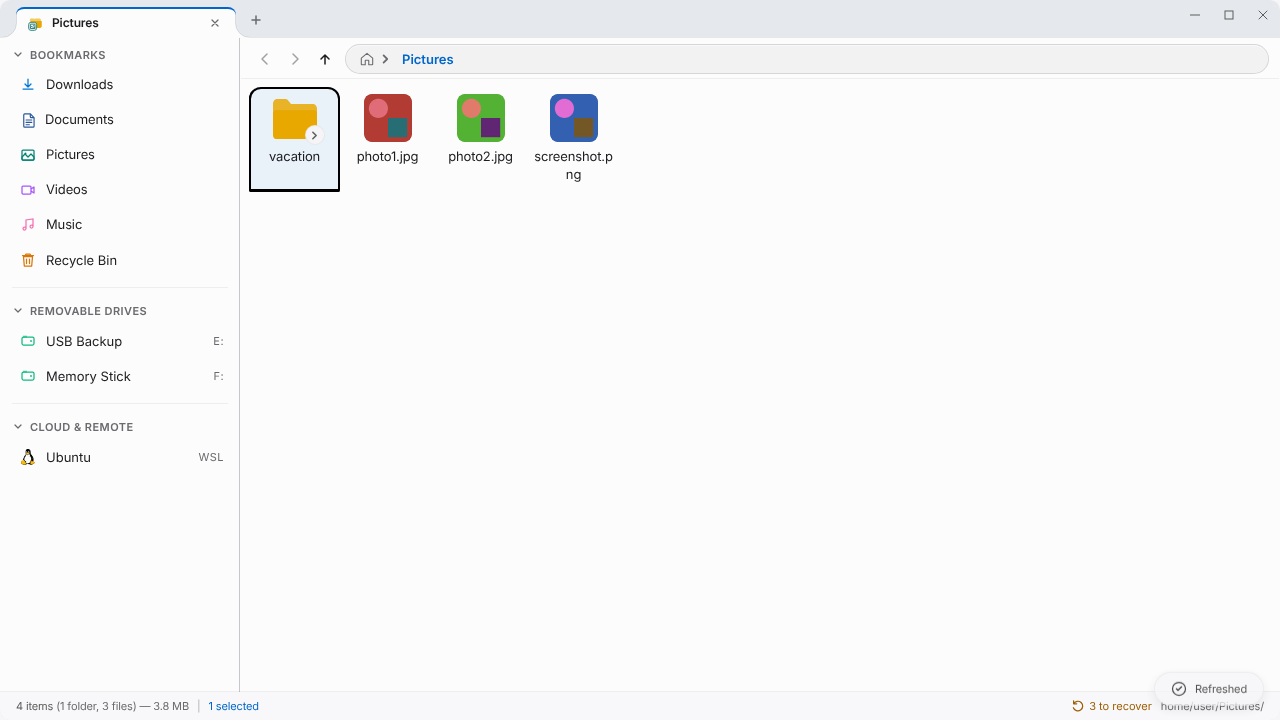 Pictures
BOOKMARKS
Downloads
Documents
Pictures
Videos
Music
Recycle Bin
REMOVABLE DRIVES
USB Backup E:
Memory Stick F:
CLOUD & REMOTE
Ubuntu WSL
Pictures
vacation
photo1.jpg
photo2.jpg
screenshot.p
ng
Refreshed
4 items (1 folder, 3 files) — 3.8 MB
1 selected
3 to recover
home/user/Pictures/